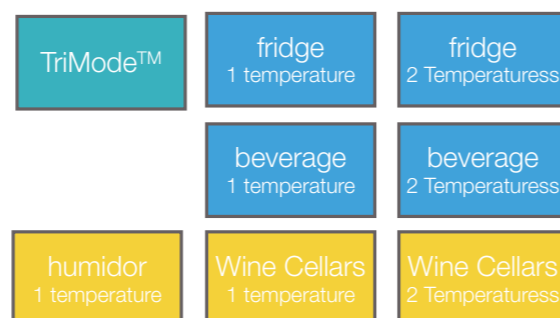 TriMode™
fridge
1 temperature
fridge
2 Temperaturess
beverage
1 temperature
beverage
2 Temperaturess
humidor
1 temperature
Wine Cellars
1 temperature
Wine Cellars
2 Temperaturess